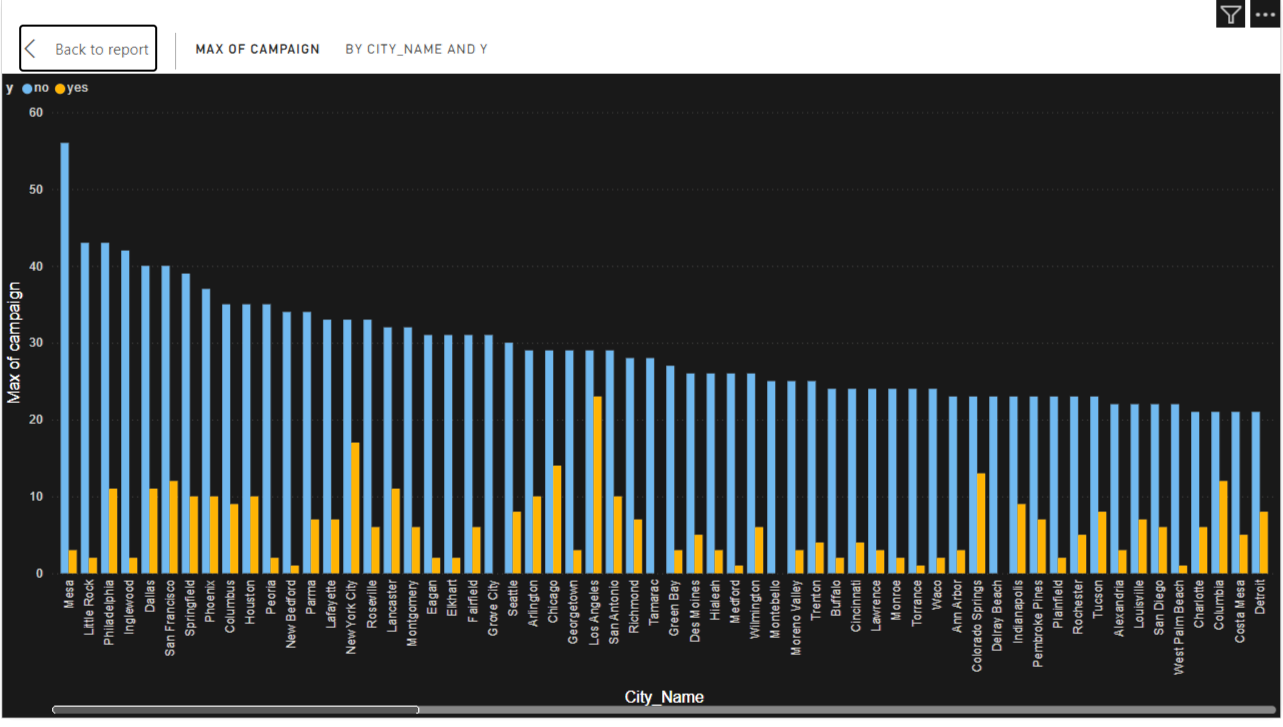 Back to report
MAX OF CAMPAIGN BY CITY_NAME AND Y
y no yes
60
50
40
30
20
10
0
Max of campaign
Mesa
Little Rock
Philadelphia
Inglewood
Dallas
San Francisco
Springfield
Phoenix
Columbus
Houston
Peoria
New Bedford
Parma
Lafayette
New York City
Roseville
Lancaster
Montgomery
Eagan
Elkhart
Fairfield
Grove City
Seattle
Arlington
Chicago
Georgetown
Los Angeles
San Antonio
Richmond
Tamarac
Green Bay
Des Moines
Hialeah
Medford
Wilmington
Montebello
Moreno Valley
Trenton
Buffalo
Cincinnati
Lawrence
Monroe
Torrance
Waco
Ann Arbor
Colorado Springs
Delray Beach
Indianapolis
Pembroke Pines
Plainfield
Rochester
Tucson
Alexandria
Louisville
San Diego
West Palm Beach
Charlotte
Columbia
Costa Mesa
Detroit
City_Name